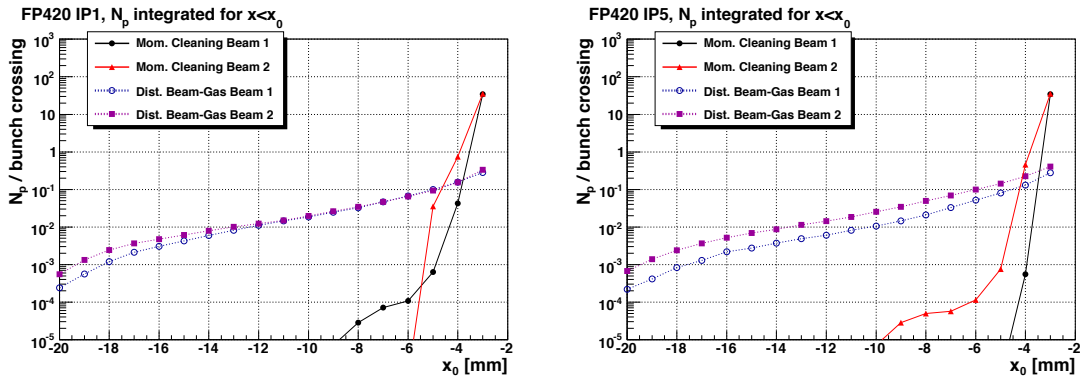 FP420 IP1, N_p integrated for x<x_0
N_p / bunch crossing
10^3
10^2
10
1
10^-1
10^-2
10^-3
10^-4
10^-5
Mom. Cleaning Beam 1
Mom. Cleaning Beam 2
Dist. Beam-Gas Beam 1
Dist. Beam-Gas Beam 2
-20 -18 -16 -14 -12 -10 -8 -6 -4 -2
x_0 [mm]
FP420 IP5, N_p integrated for x<x_0
N_p / bunch crossing
10^3
10^2
10
1
10^-1
10^-2
10^-3
10^-4
10^-5
Mom. Cleaning Beam 1
Mom. Cleaning Beam 2
Dist. Beam-Gas Beam 1
Dist. Beam-Gas Beam 2
-20 -18 -16 -14 -12 -10 -8 -6 -4 -2
x_0 [mm]